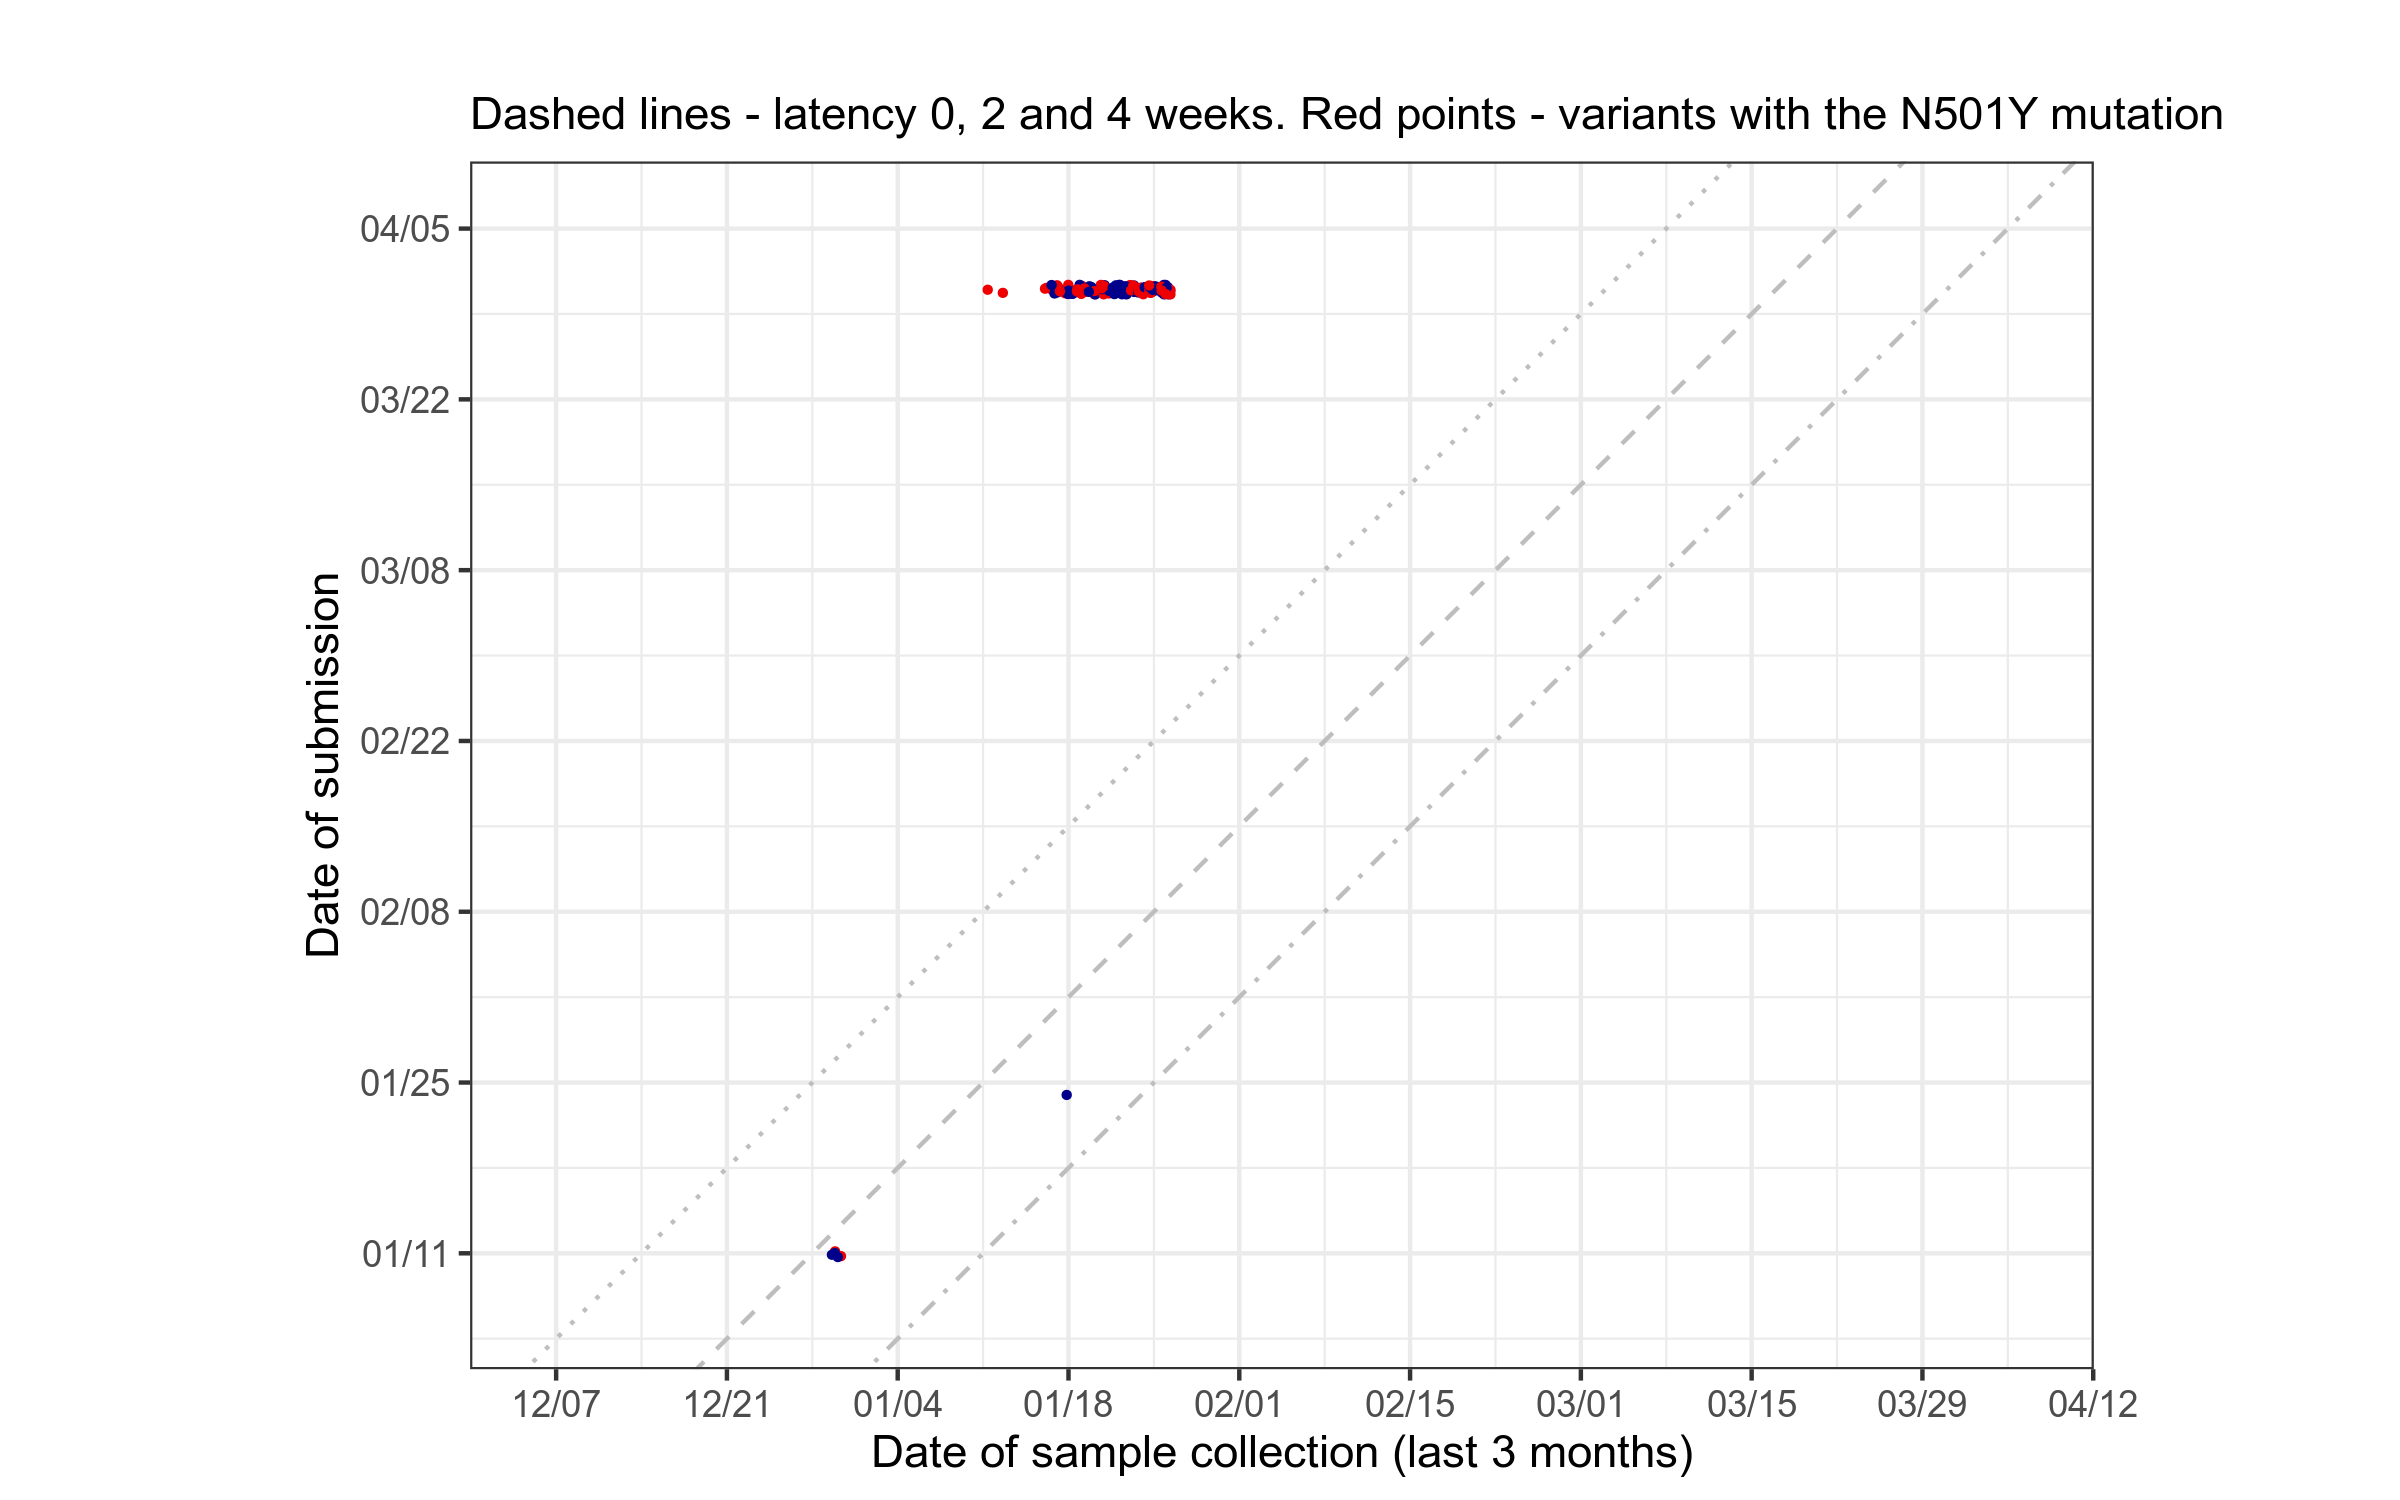 Dashed lines - latency 0, 2 and 4 weeks. Red points - variants with the N501Y mutation
Date of submission
04/05
03/22
03/08
02/22
02/08
01/25
01/11
12/07 12/21 01/04 01/18 02/01 02/15 03/01 03/15 03/29 04/12
Date of sample collection (last 3 months)